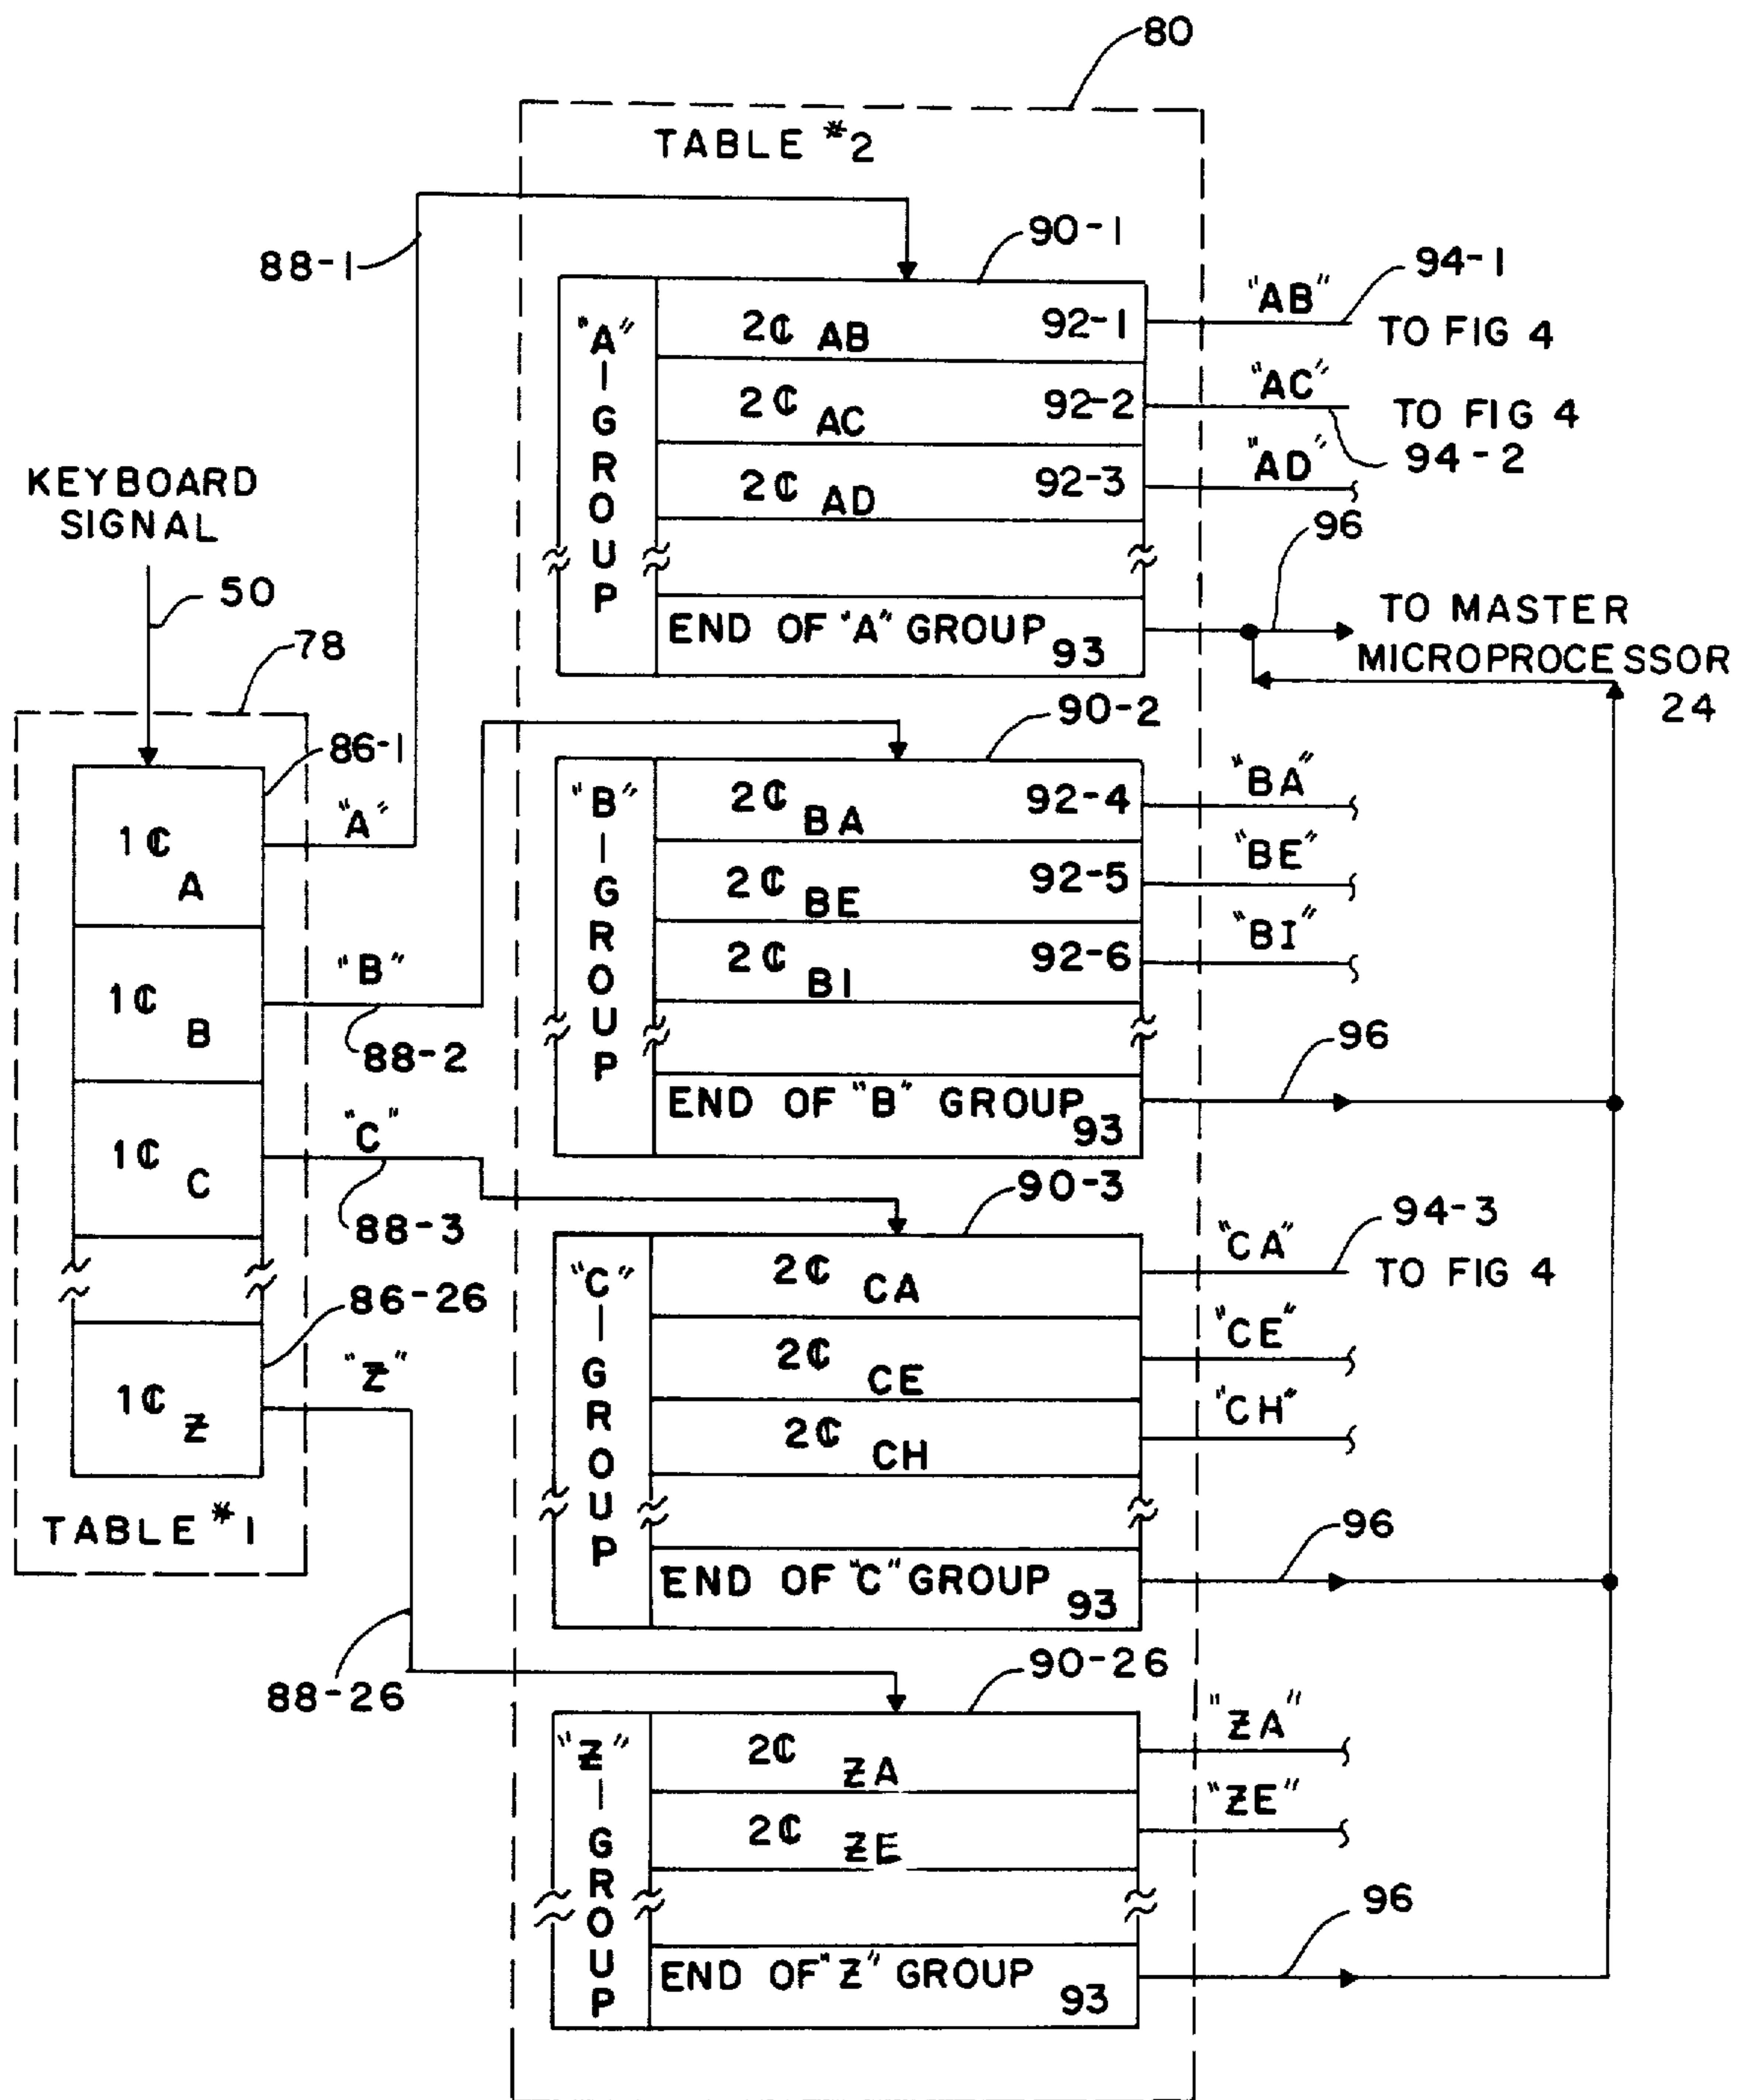 80
TABLE #2
88-1
90-1
"A"-GROUP
2₵ AB 92-1
2₵ AC 92-2
2₵ AD 92-3
END OF "A" GROUP 93
"AB" 94-1
TO FIG 4
"AC"
TO FIG 4
94-2
"AD"
96
TO MASTER
MICROPROCESSOR
24
KEYBOARD
SIGNAL
50
78
86-1
1₵ A
"A"
1₵ B
"B"
88-2
1₵ C
"C"
88-3
86-26
1₵ Z
"Z"
TABLE #1
88-26
90-2
"B"-GROUP
2₵ BA 92-4
2₵ BE 92-5
2₵ BI 92-6
END OF "B" GROUP 93
"BA"
"BE"
"BI"
96
90-3
"C"-GROUP
2₵ CA
2₵ CE
2₵ CH
END OF "C" GROUP 93
"CA" 94-3
TO FIG 4
"CE"
"CH"
96
90-26
"Z"-GROUP
2₵ ZA
2₵ ZE
END OF "Z" GROUP 93
"ZA"
"ZE"
96